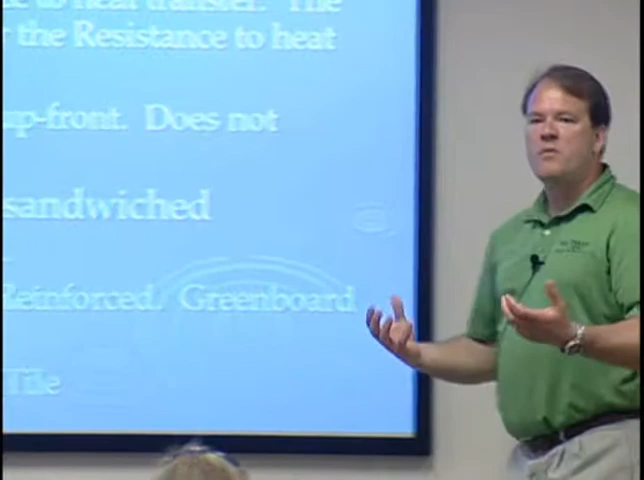 to heat transfer. The
the Resistance to heat
up-front. Does not
sandwiched
Reinforced. Greenboard
Tile